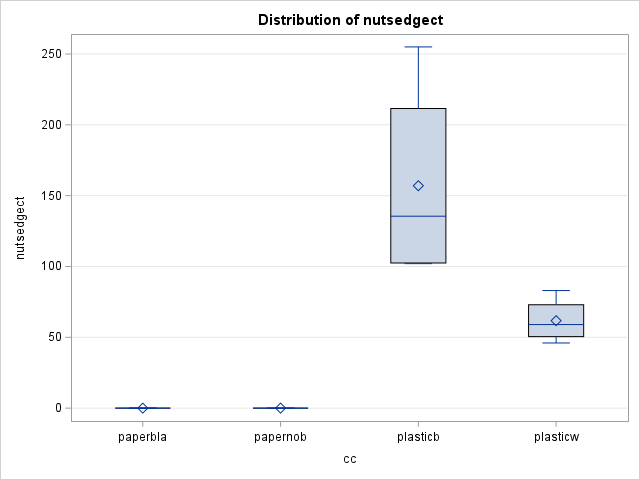 Distribution of nutsedgect
250
200
150
100
50
0
nutsedgect
paperbla papernob plasticb plasticw
cc